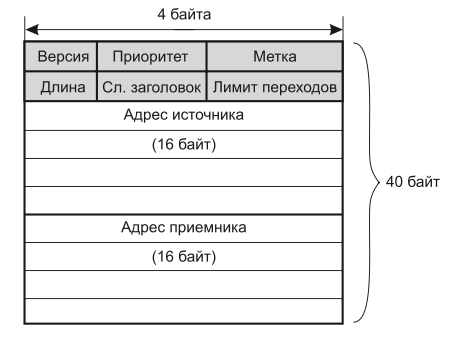 4 байта
Версия Приоритет Метка
Длина Сл. заголовок Лимит переходов
Адрес источника
(16 байт)
40 байт
Адрес приемника
(16 байт)